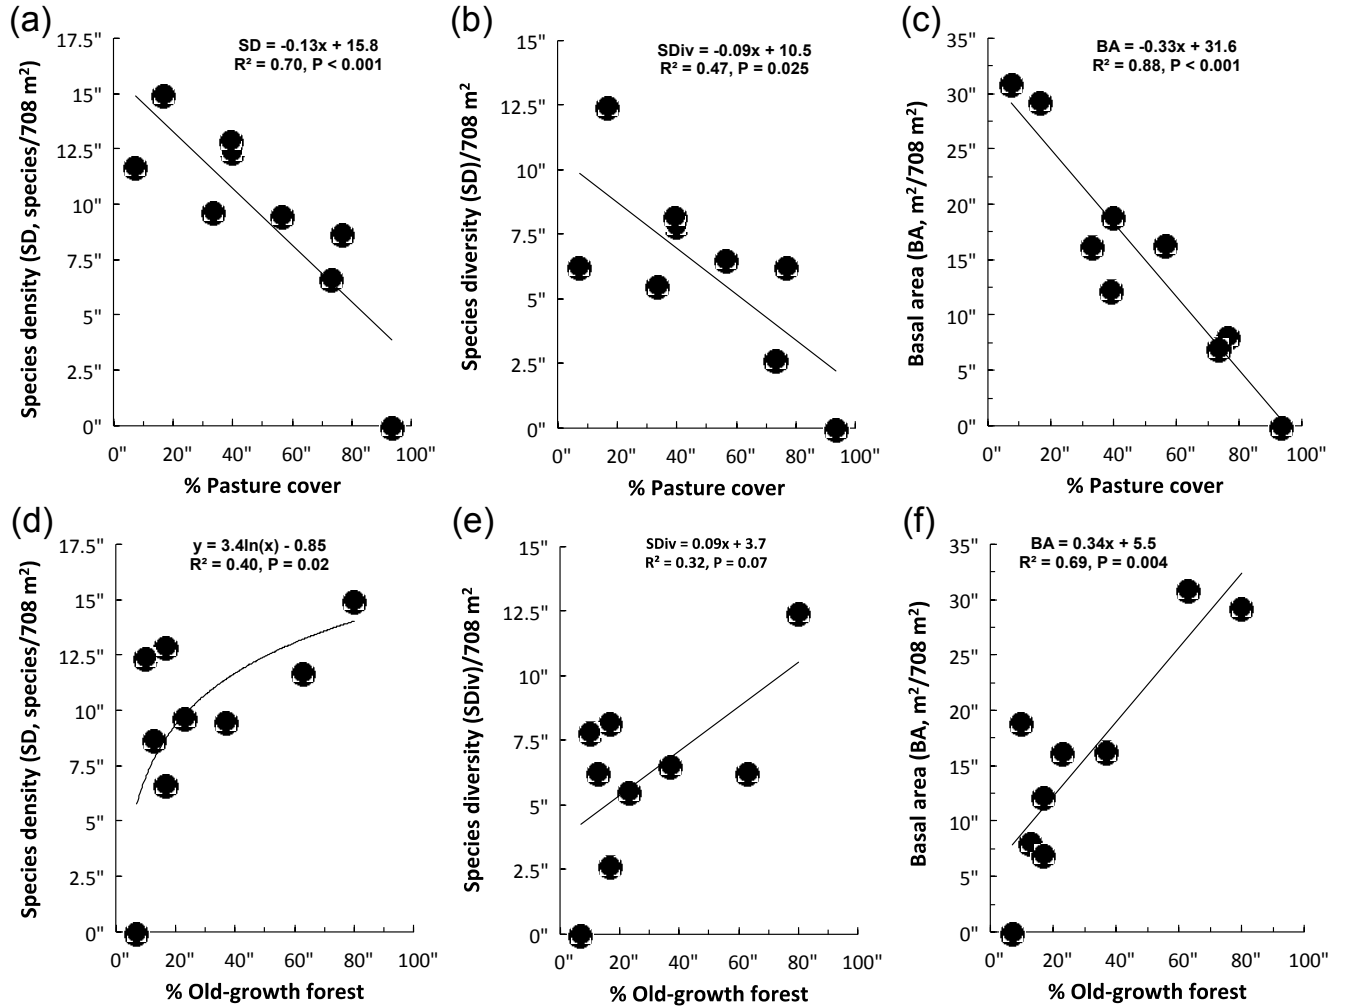 (a)
SD = -0.13x + 15.8
R² = 0.70, P < 0.001
Species density (SD, species/708 m²)
17.5"
15"
12.5"
10"
7.5"
5"
2.5"
0"
0" 20" 40" 60" 80" 100"
% Pasture cover
(b)
SDiv = -0.09x + 10.5
R² = 0.47, P = 0.025
Species diversity (SD)/708 m²
15"
12.5"
10"
7.5"
5"
2.5"
0"
0" 20" 40" 60" 80" 100"
% Pasture cover
(c)
BA = -0.33x + 31.6
R² = 0.88, P < 0.001
Basal area (BA, m²/708 m²)
35"
30"
25"
20"
15"
10"
5"
0"
0" 20" 40" 60" 80" 100"
% Pasture cover
(d)
y = 3.4ln(x) - 0.85
R² = 0.40, P = 0.02
Species density (SD, species/708 m²)
17.5"
15"
12.5"
10"
7.5"
5"
2.5"
0"
0" 20" 40" 60" 80" 100"
% Old-growth forest
(e)
SDiv = 0.09x + 3.7
R² = 0.32, P = 0.07
Species diversity (SDiv)/708 m²
15"
12.5"
10"
7.5"
5"
2.5"
0"
0" 20" 40" 60" 80" 100"
% Old-growth forest
(f)
BA = 0.34x + 5.5
R² = 0.69, P = 0.004
Basal area (BA, m²/708 m²)
35"
30"
25"
20"
15"
10"
5"
0"
0" 20" 40" 60" 80" 100"
% Old-growth forest